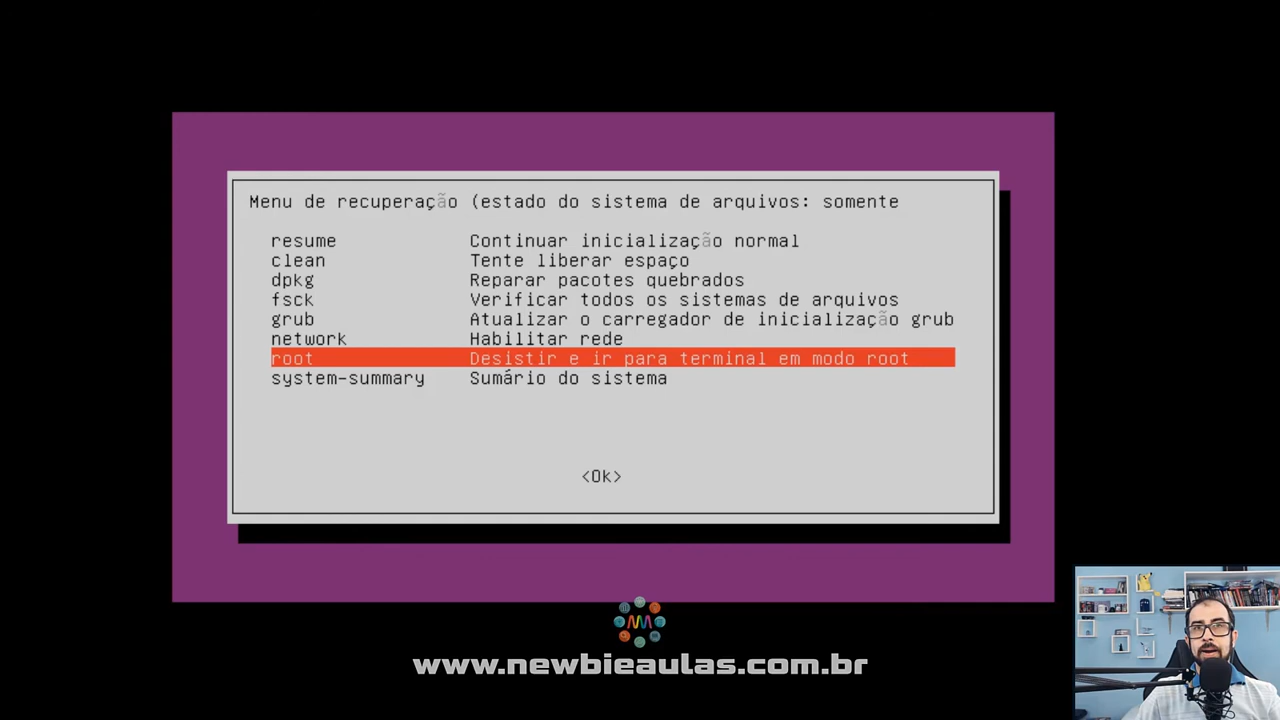 Menu de recuperação (estado do sistema de arquivos: somente
resume Continuar inicialização normal
clean Tente liberar espaço
dpkg Reparar pacotes quebrados
fsck Verificar todos os sistemas de arquivos
grub Atualizar o carregador de inicialização grub
network Habilitar rede
root Desistir e ir para terminal em modo root
system-summary Sumário do sistema
<Ok>
www.newbieaulas.com.br